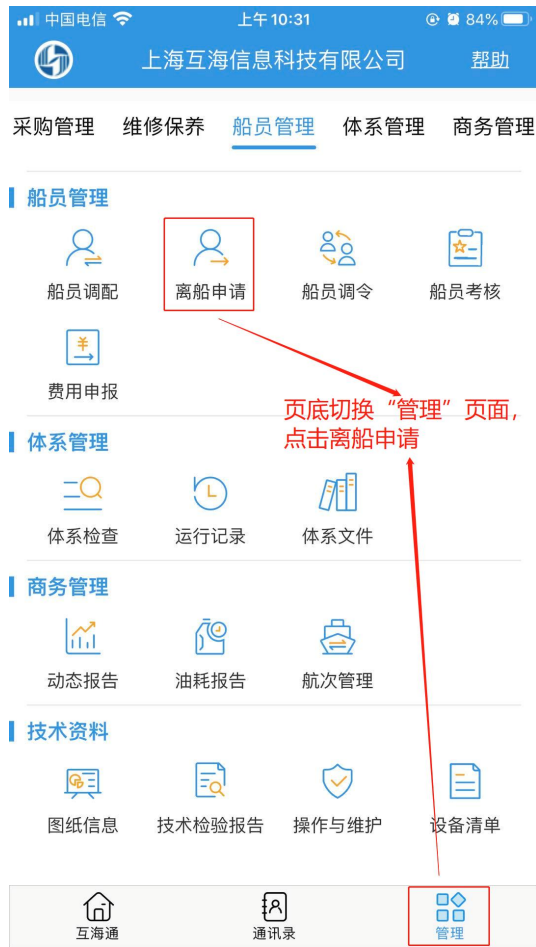 中国电信 上午10:31 84%
上海互海信息科技有限公司 帮助
采购管理 维修保养 船员管理 体系管理 商务管理
船员管理
船员调配 离船申请 船员调令 船员考核
费用申报
页底切换“管理”页面，
点击离船申请
体系管理
体系检查 运行记录 体系文件
商务管理
动态报告 油耗报告 航次管理
技术资料
图纸信息 技术检验报告 操作与维护 设备清单
互海通 通讯录 管理